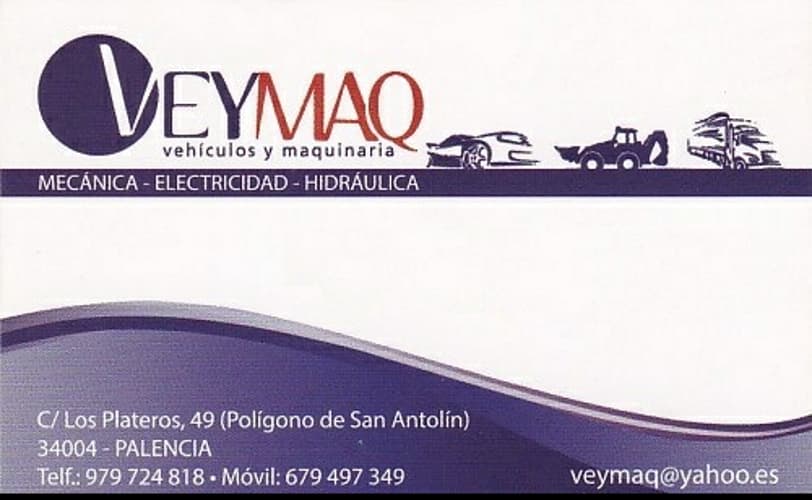 VEYMAQ
vehículos y maquinaria
MECÁNICA - ELECTRICIDAD - HIDRÁULICA
C/ Los Plateros, 49 (Polígono de San Antolín)
34004 - PALENCIA
Telf.: 979 724 818 • Móvil: 679 497 349
veymaq@yahoo.es